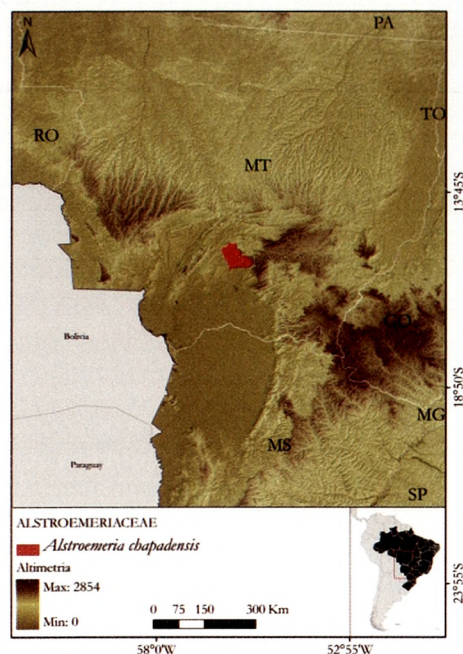 PA
N
TO
RO
MT
13°45'S
Bolivia
GO
18°50'S
MG
MS
Paraguay
SP
ALSTROEMERIACEAE
Alstroemeria chapadensis
Altimetria
Max: 2854
Min: 0
0 75 150 300 Km
23°55'S
58°0'W 52°55'W